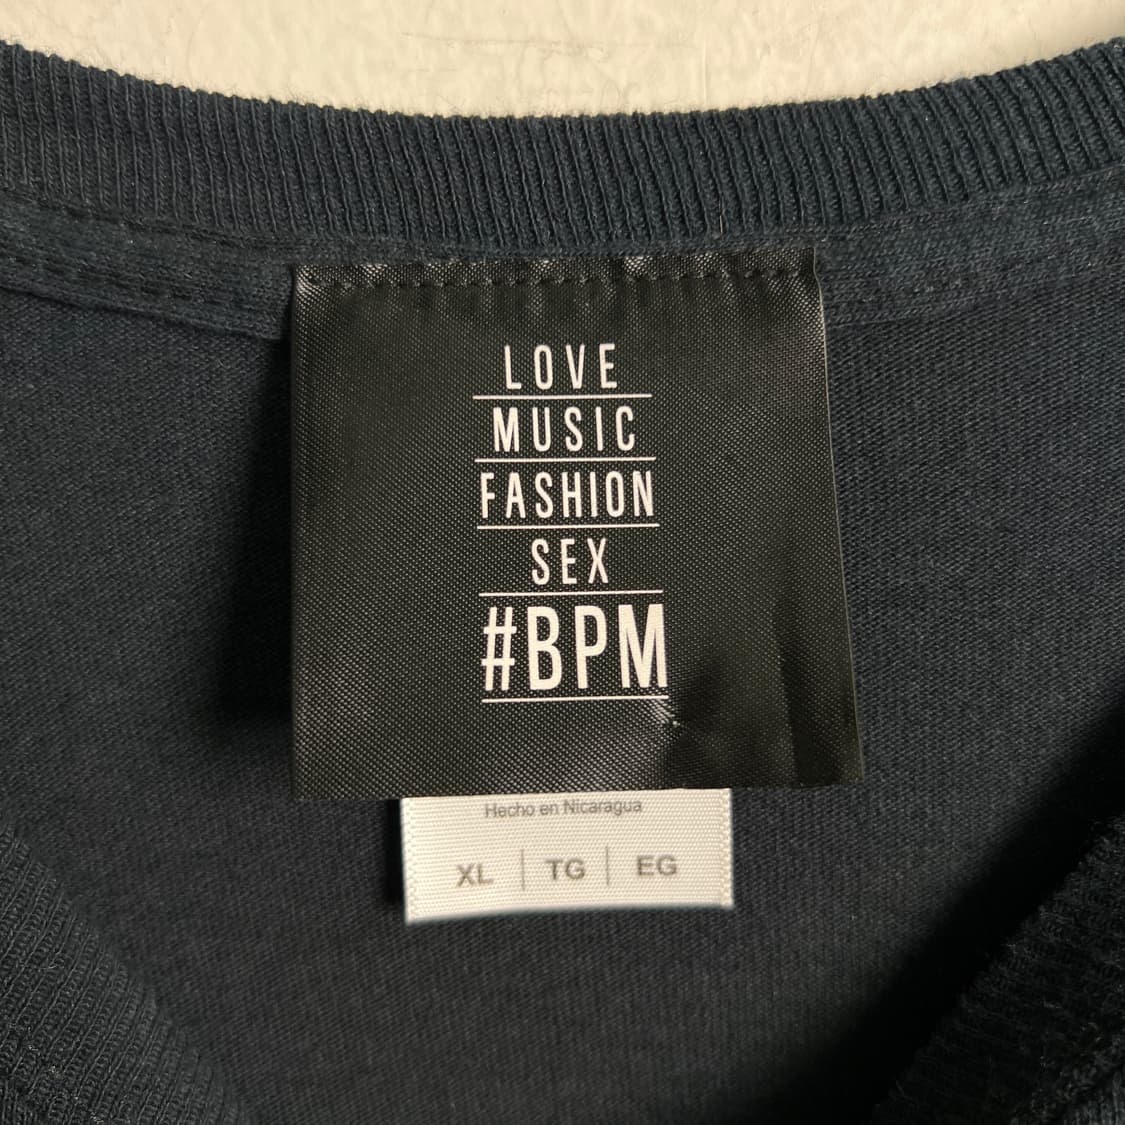 LOVE
MUSIC
FASHION
SEX
#BPM
Hecho en Nicaragua
XL | TG | EG